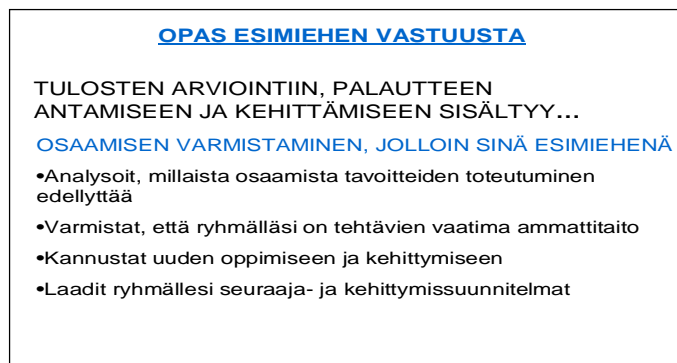 OPAS ESIMIEHEN VASTUUSTA
TULOSTEN ARVIOINTIIN, PALAUTTEEN
ANTAMISEEN JA KEHITTÄMISEEN SISÄLTYY…
OSAAMISEN VARMISTAMINEN, JOLLOIN SINÄ ESIMIEHENÄ
•Analysoit, millaista osaamista tavoitteiden toteutuminen
edellyttää
•Varmistat, että ryhmälläsi on tehtävien vaatima ammattitaito
•Kannustat uuden oppimiseen ja kehittymiseen
•Laadit ryhmällesi seuraaja- ja kehittymissuunnitelmat